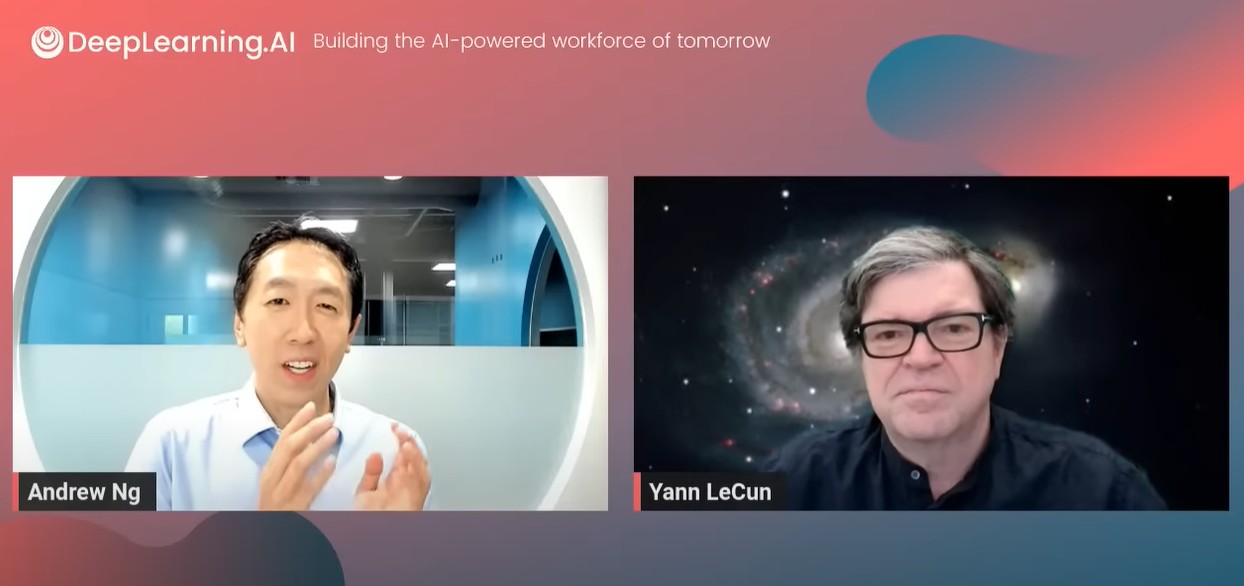 DeepLearning.AI Building the AI-powered workforce of tomorrow
Andrew Ng
Yann LeCun